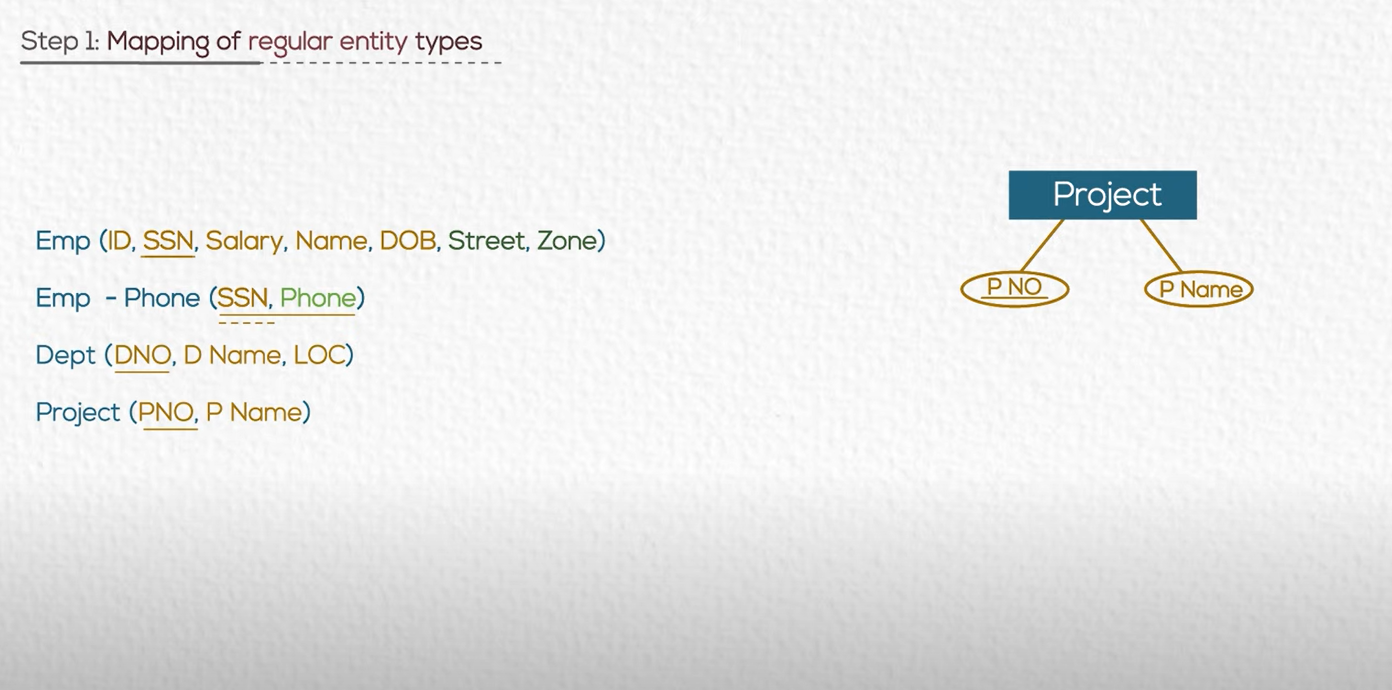 Step 1: Mapping of regular entity types
Emp (ID, SSN, Salary, Name, DOB, Street, Zone)
Emp - Phone (SSN, Phone)
Dept (DNO, D Name, LOC)
Project (PNO, P Name)
Project
P NO
P Name